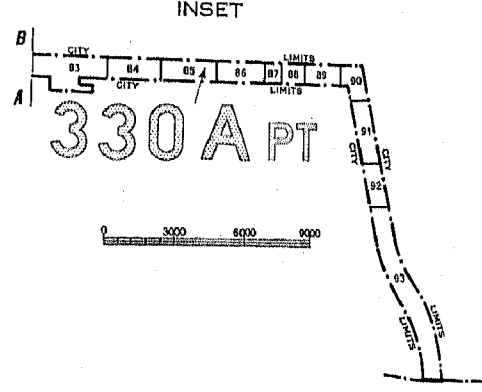 INSET
B
CITY LIMITS
83 84 85 86 87 88 89 90
CITY LIMITS
A
330 A PT
91
CITY CITY
92
0 3000 6000 9000
93
LIMITS LIMITS